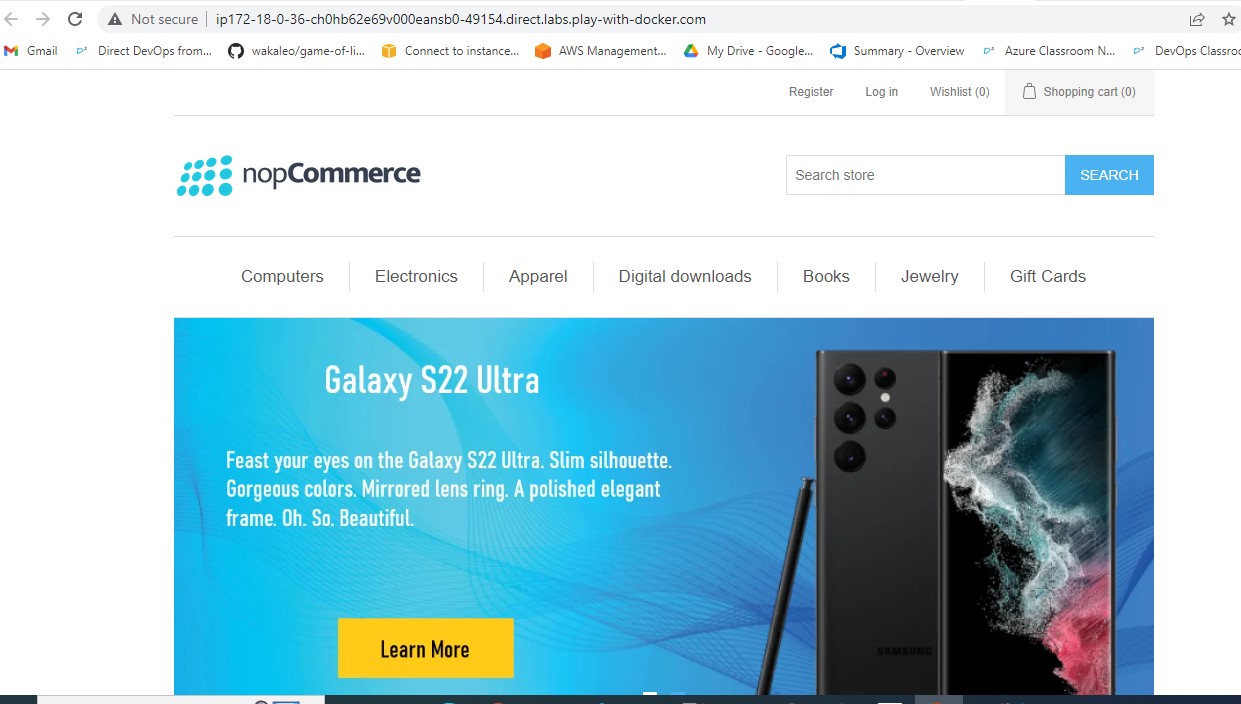 Not secure
ip172-18-0-36-ch0hb62e69v000eansb0-49154.direct.labs.play-with-docker.com
Gmail
Direct DevOps from...
wakaleo/game-of-li...
Connect to instance...
AWS Management...
My Drive - Google...
Summary - Overview
Azure Classroom N...
DevOps Classro
Register
Log in
Wishlist (0)
Shopping cart (0)
nopCommerce
Search store
SEARCH
Computers
Electronics
Apparel
Digital downloads
Books
Jewelry
Gift Cards
Galaxy S22 Ultra
Feast your eyes on the Galaxy S22 Ultra. Slim silhouette.
Gorgeous colors. Mirrored lens ring. A polished elegant
frame. Oh. So. Beautiful.
Learn More
SAMSUNG